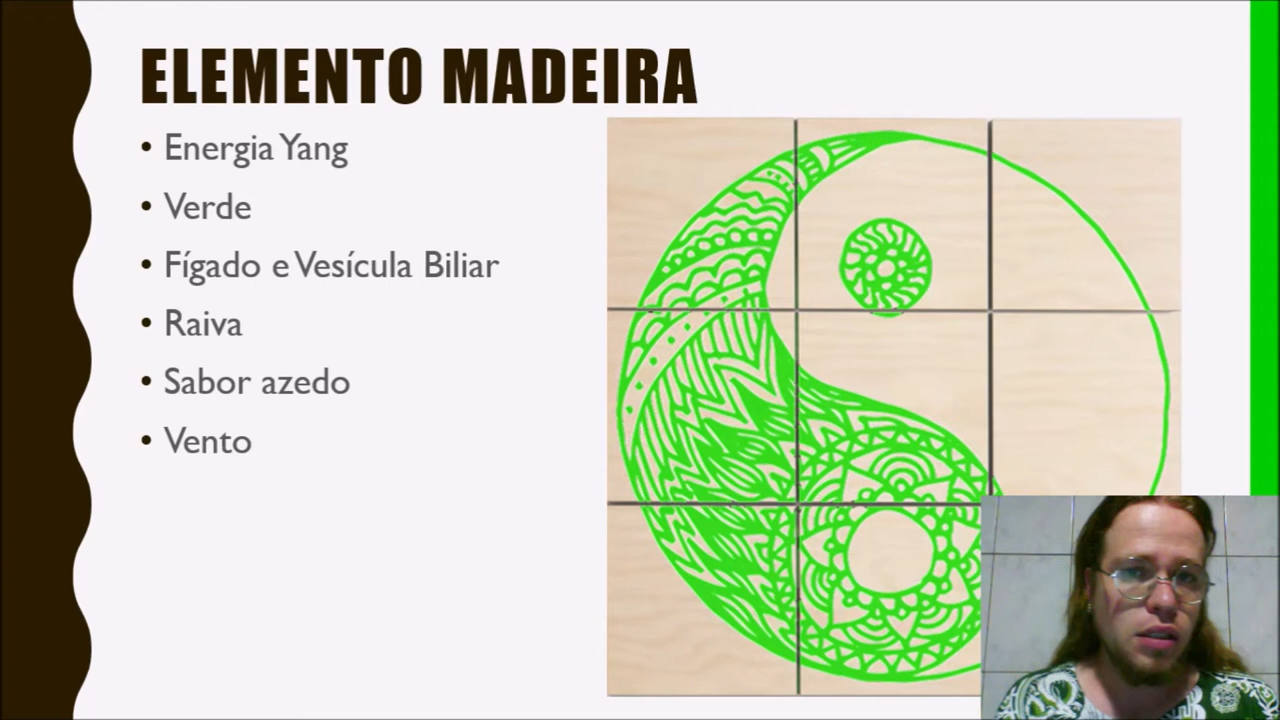 ELEMENTO MADEIRA
• Energia Yang
• Verde
• Fígado e Vesícula Biliar
• Raiva
• Sabor azedo
• Vento